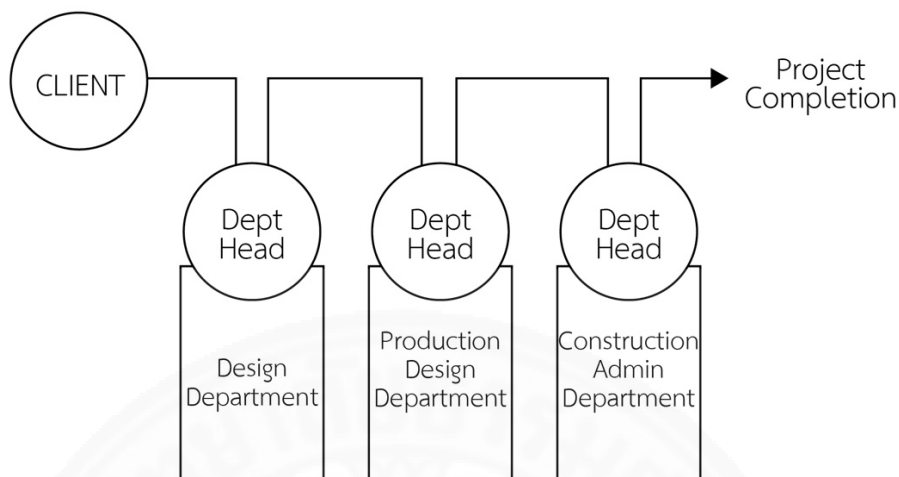 CLIENT
Project
Completion
Dept
Head
Dept
Head
Dept
Head
Design
Department
Production
Design
Department
Construction
Admin
Department